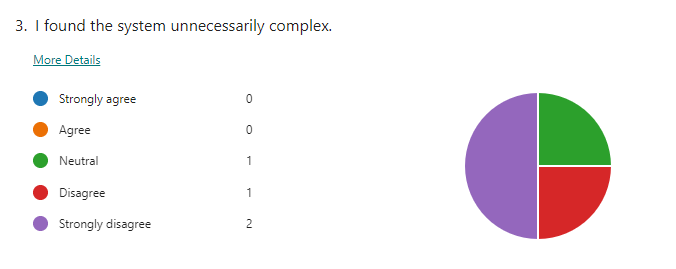 3. I found the system unnecessarily complex.
More Details
Strongly agree 0
Agree 0
Neutral 1
Disagree 1
Strongly disagree 2